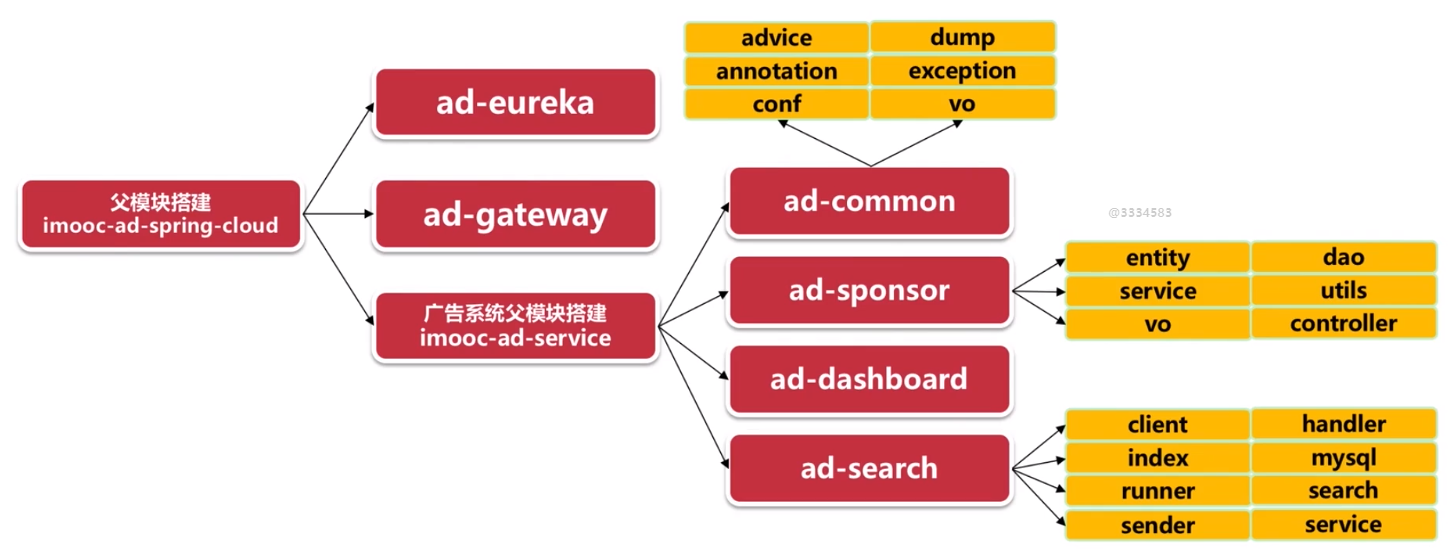 父模块搭建
imooc-ad-spring-cloud
ad-eureka
ad-gateway
广告系统父模块搭建
imooc-ad-service
advice
dump
annotation
exception
conf
vo
ad-common
@3334583
ad-sponsor
entity
dao
service
utils
vo
controller
ad-dashboard
ad-search
client
handler
index
mysql
runner
search
sender
service